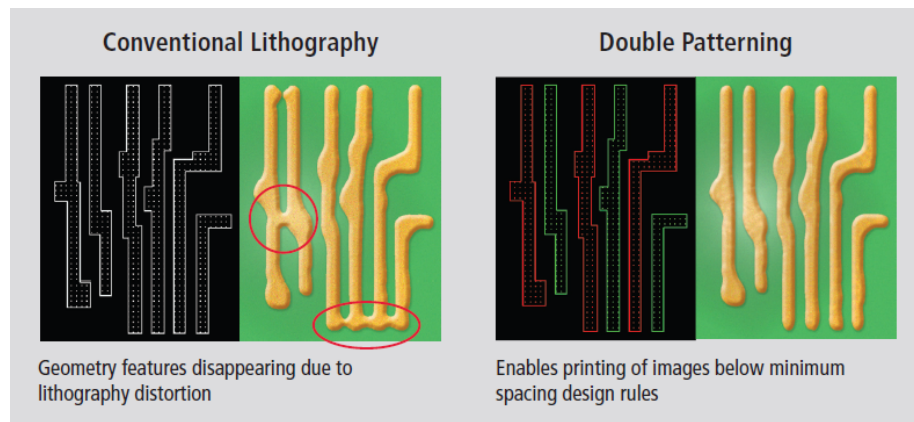 Conventional Lithography
Double Patterning
Geometry features disappearing due to
lithography distortion
Enables printing of images below minimum
spacing design rules